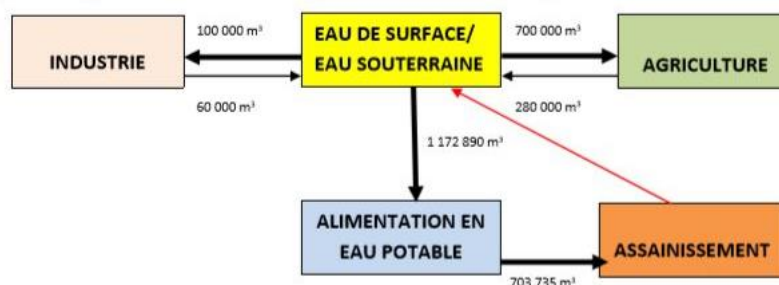 100 000 m³
EAU DE SURFACE/
700 000 m³
INDUSTRIE
EAU SOUTERRAINE
AGRICULTURE
60 000 m³
280 000 m³
1 172 890 m³
ALIMENTATION EN
EAU POTABLE
ASSAINISSEMENT
703 735 m³